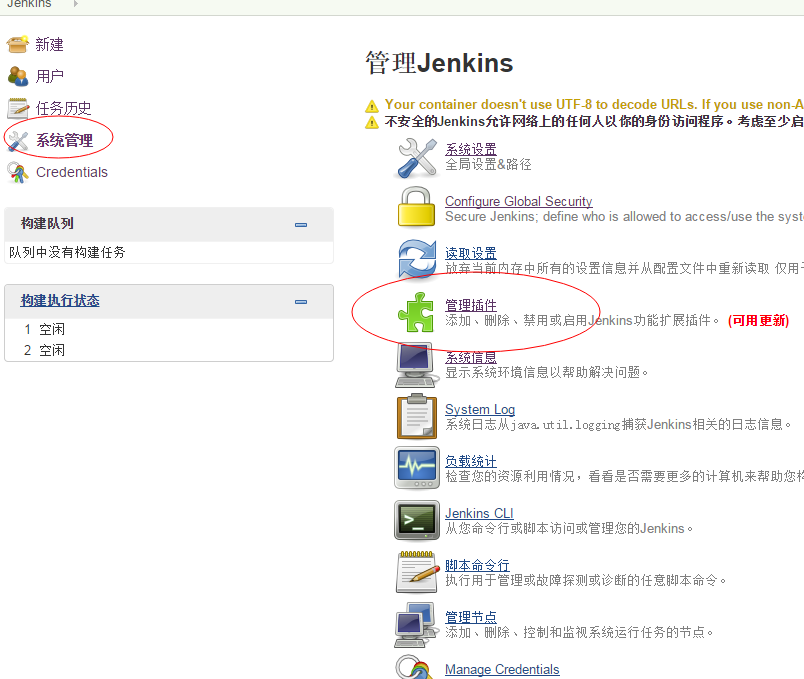 Jenkins
新建
用户
任务历史
系统管理
Credentials
构建队列
队列中没有构建任务
构建执行状态
1 空闲
2 空闲
管理Jenkins
Your container doesn't use UTF-8 to decode URLs. If you use non-A
不安全的Jenkins允许网络上的任何人以你的身份访问程序。考虑至少启
系统设置
全局设置&路径
Configure Global Security
Secure Jenkins; define who is allowed to access/use the syst
读取设置
放弃当前内存中所有的设置信息并从配置文件中重新读取 仅用于
管理插件
添加、删除、禁用或启用Jenkins功能扩展插件。 (可用更新)
系统信息
显示系统环境信息以帮助解决问题。
System Log
系统日志从java.util.logging捕获Jenkins相关的日志信息。
负载统计
检查您的资源利用情况，看看是否需要更多的计算机来帮助您构
Jenkins CLI
从您命令行或脚本访问或管理您的Jenkins。
脚本命令行
执行用于管理或故障探测或诊断的任意脚本命令。
管理节点
添加、删除、控制和监视系统运行任务的节点。
Manage Credentials